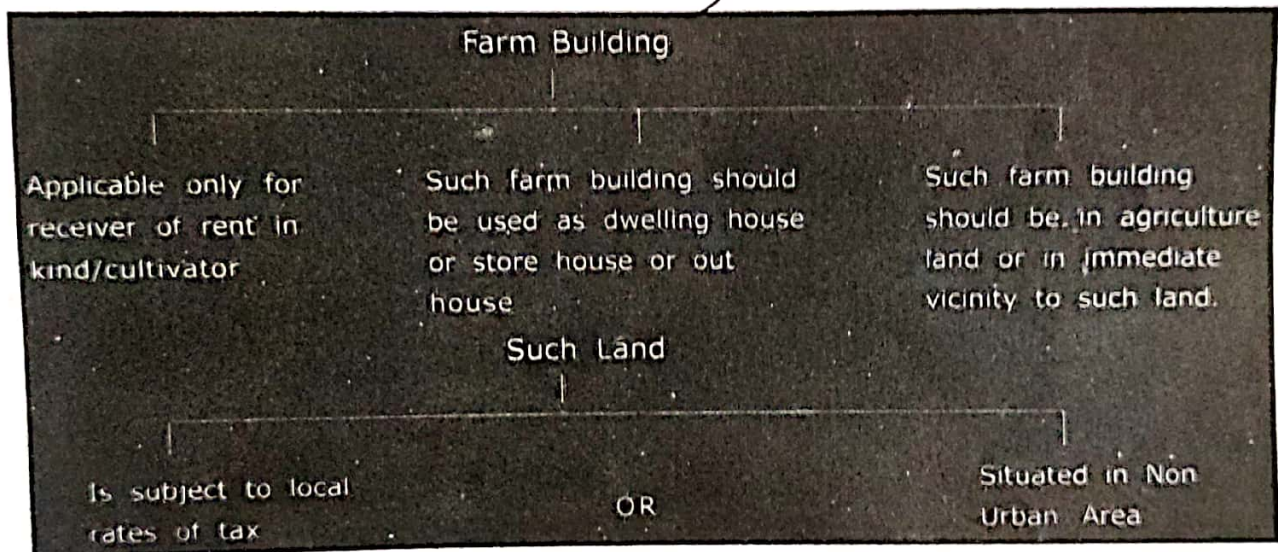 Farm Building
Applicable only for
receiver of rent in
kind/cultivator
Such farm building should
be used as dwelling house
or store house or out
house
Such farm building
should be in agriculture
land or in immediate
vicinity to such land.
Such Land
Is subject to local
rates of tax
OR
Situated in Non
Urban Area